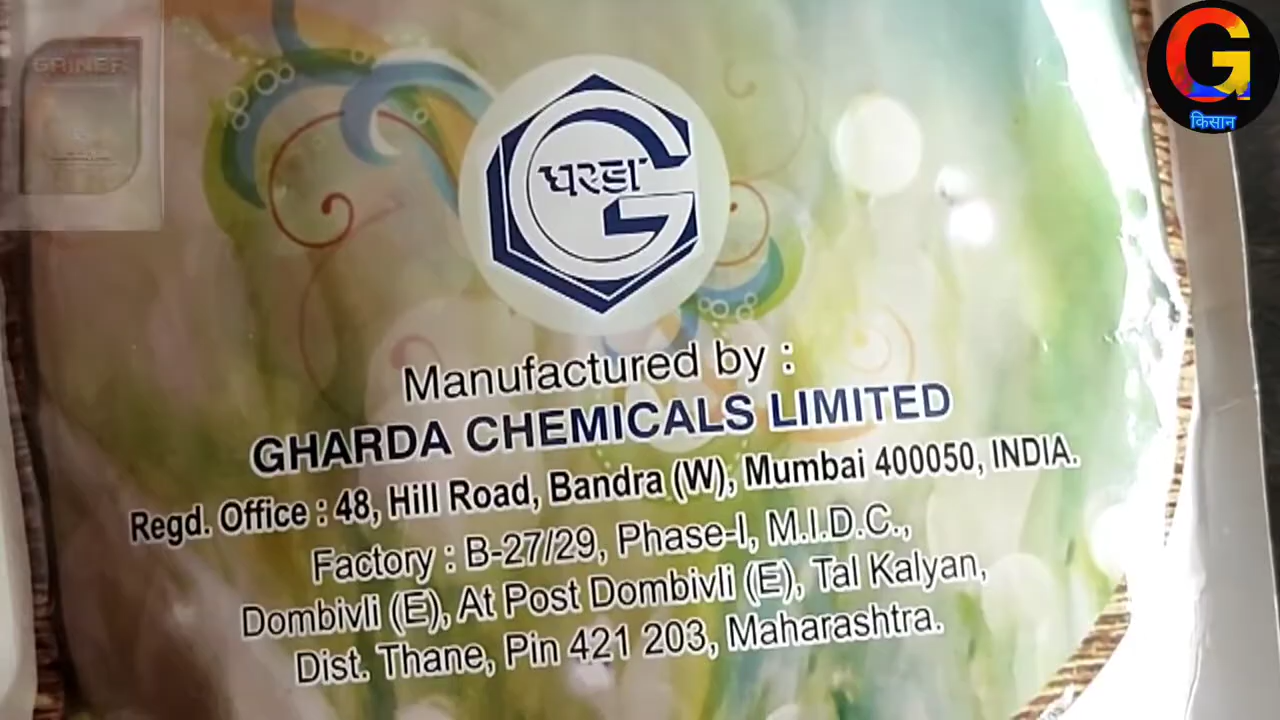 GRINER
किसान
घरडा
Manufactured by :
GHARDA CHEMICALS LIMITED
Regd. Office : 48, Hill Road, Bandra (W), Mumbai 400050, INDIA.
Factory : B-27/29, Phase-I, M.I.D.C.,
Dombivli (E), At Post Dombivli (E), Tal Kalyan,
Dist. Thane, Pin 421 203, Maharashtra.